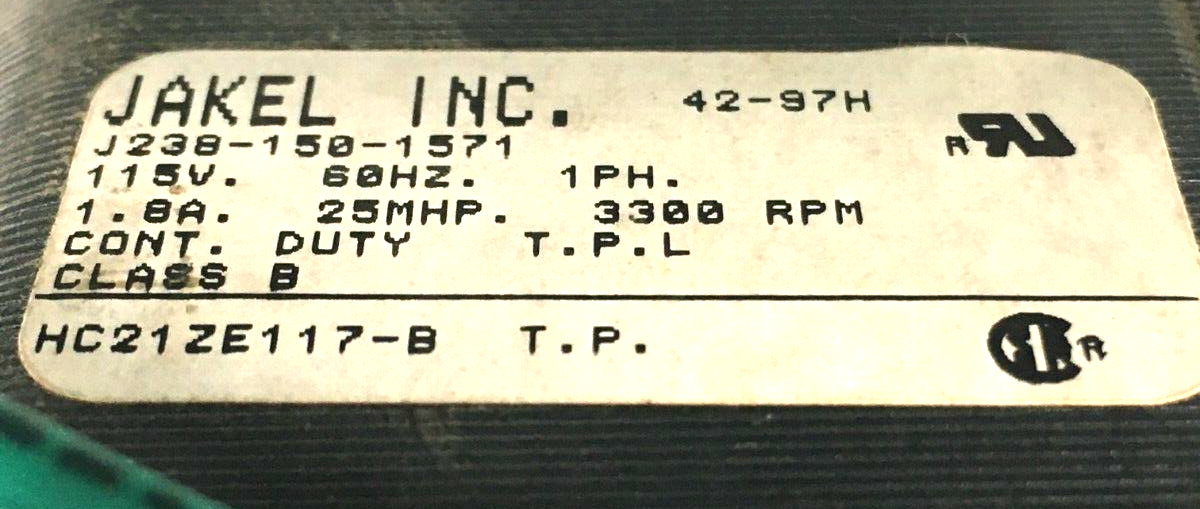 JAKEL INC. 42-97H
J238-150-1571
115V. 60HZ. 1PH.
1.8A. 25MHP. 3300 RPM
CONT. DUTY T.P.L
CLASS B
HC21ZE117-B T.P.